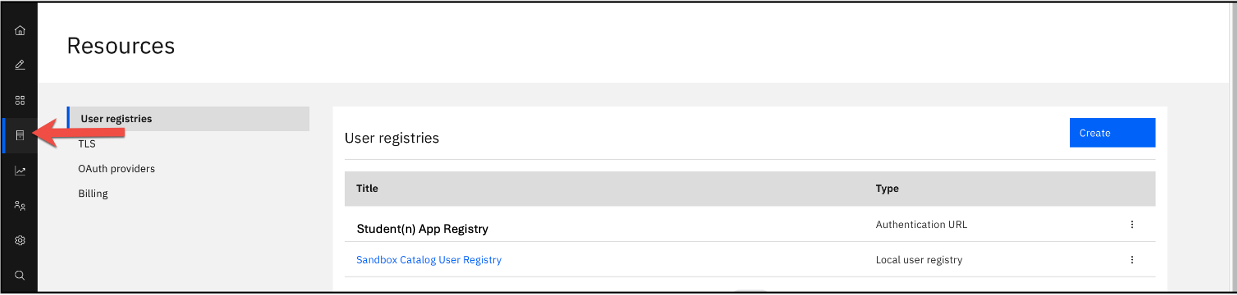 Resources
User registries
TLS
OAuth providers
Billing
User registries
Create
Title Type
Student(n) App Registry Authentication URL
Sandbox Catalog User Registry Local user registry